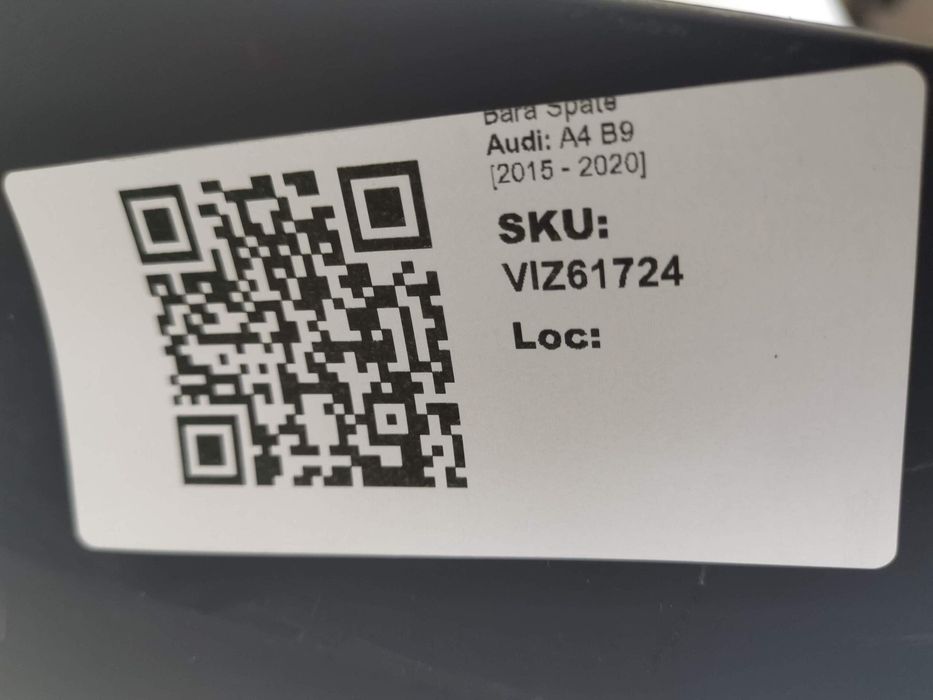 Bara Spate
Audi: A4 B9
[2015 - 2020]
SKU:
VIZ61724
Loc: